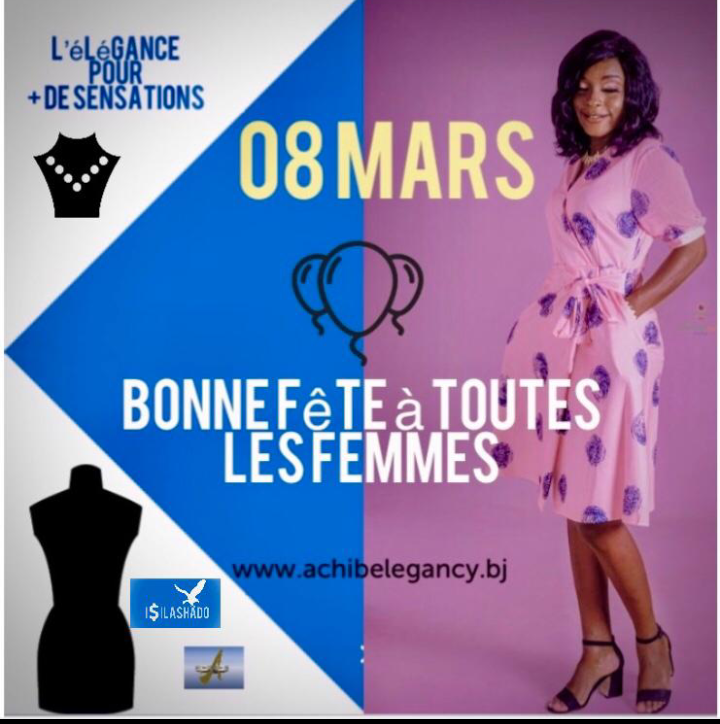 L'éLéGANCE
POUR
+ DE SENSATIONS
08 MARS
BONNE FêTE à TOUTES
LES FEMMES
www.achibelegancy.bj
I$ILASHADO